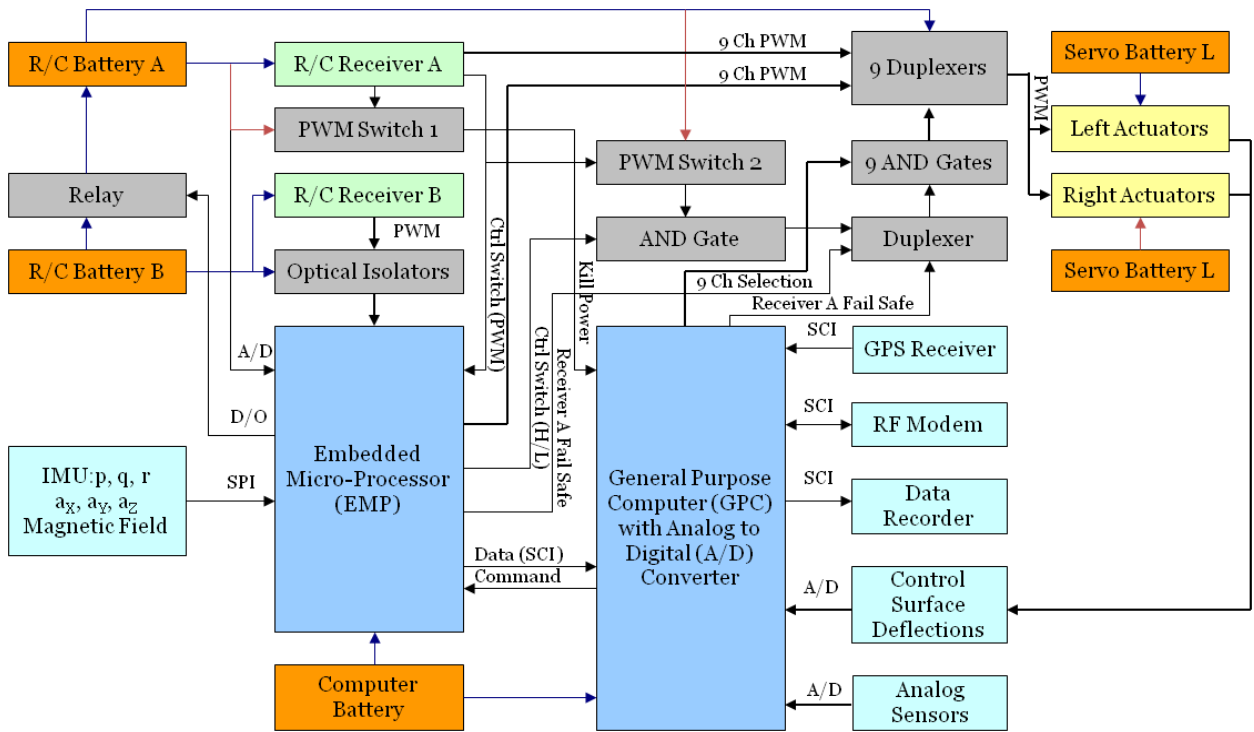 R/C Battery A
R/C Receiver A
9 Ch PWM
9 Ch PWM
9 Duplexers
Servo Battery L
PWM
PWM Switch 1
Left Actuators
PWM Switch 2
9 AND Gates
Relay
R/C Receiver B
Right Actuators
PWM
AND Gate
Duplexer
R/C Battery B
Optical Isolators
Servo Battery L
Ctrl Switch (PWM)
Kill Power
9 Ch Selection
Receiver A Fail Safe
A/D
Ctrl Switch (H/L)
Receiver A Fail Safe
SCI
GPS Receiver
D/O
SCI
RF Modem
IMU:p, q, r
aX, aY, aZ
Magnetic Field
SPI
Embedded
Micro-Processor
(EMP)
General Purpose
Computer (GPC)
with Analog to
Digital (A/D)
Converter
SCI
Data
Recorder
Data (SCI)
Command
A/D
Control
Surface
Deflections
Computer
Battery
A/D
Analog
Sensors